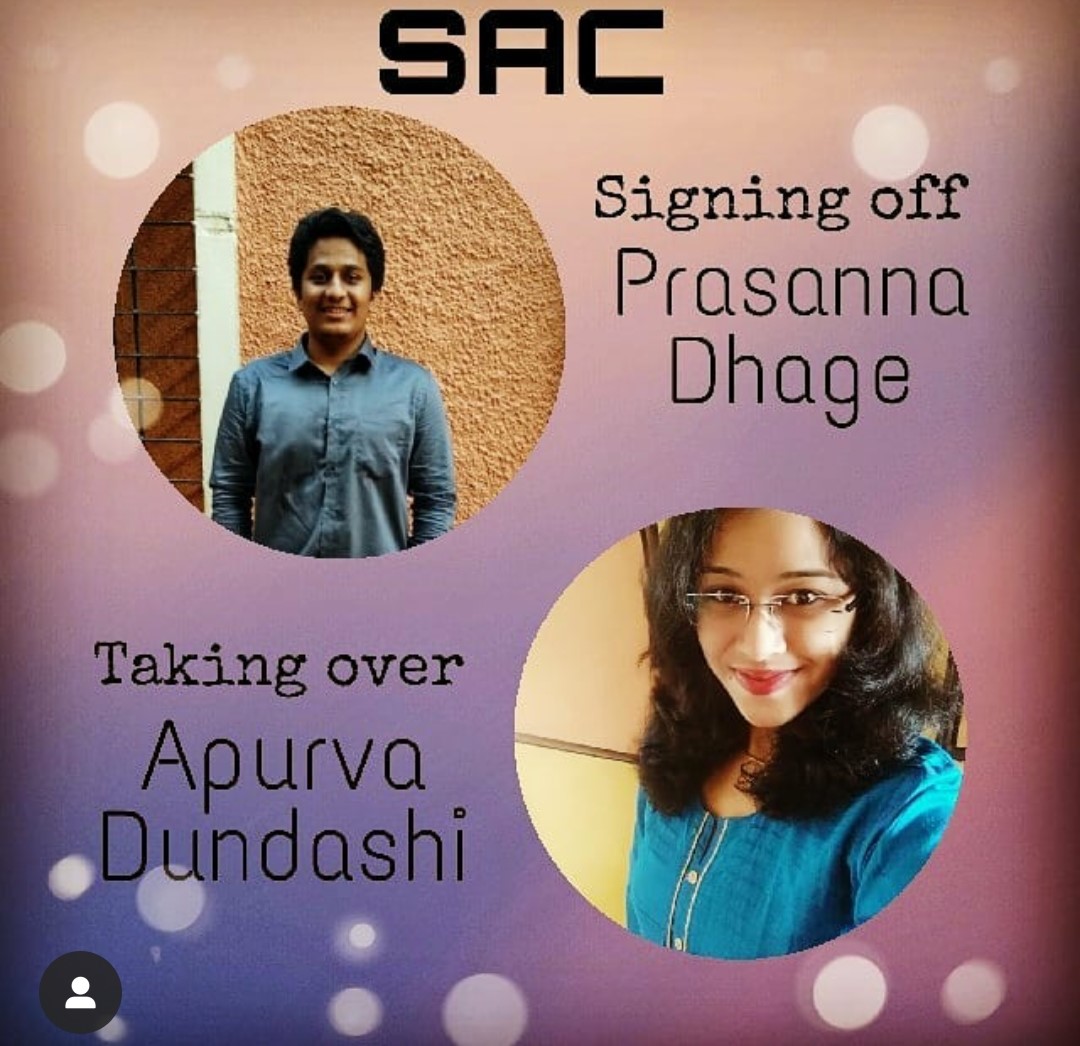 SAC
Signing off
Prasanna
Dhage
Taking over
Apurva
Dundashi